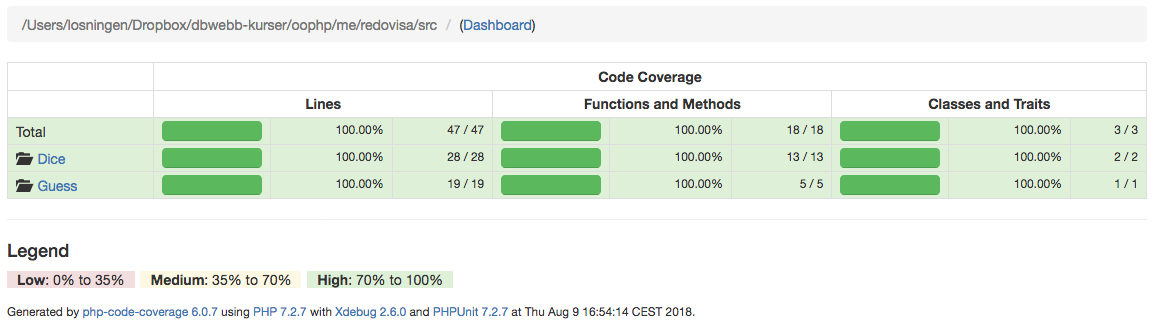 /Users/losningen/Dropbox/dbwebb-kurser/oophp/me/redovisa/src / (Dashboard)
Code Coverage
Lines Functions and Methods Classes and Traits
Total 100.00% 47 / 47 100.00% 18 / 18 100.00% 3 / 3
Dice 100.00% 28 / 28 100.00% 13 / 13 100.00% 2 / 2
Guess 100.00% 19 / 19 100.00% 5 / 5 100.00% 1 / 1
Legend
Low: 0% to 35% Medium: 35% to 70% High: 70% to 100%
Generated by php-code-coverage 6.0.7 using PHP 7.2.7 with Xdebug 2.6.0 and PHPUnit 7.2.7 at Thu Aug 9 16:54:14 CEST 2018.